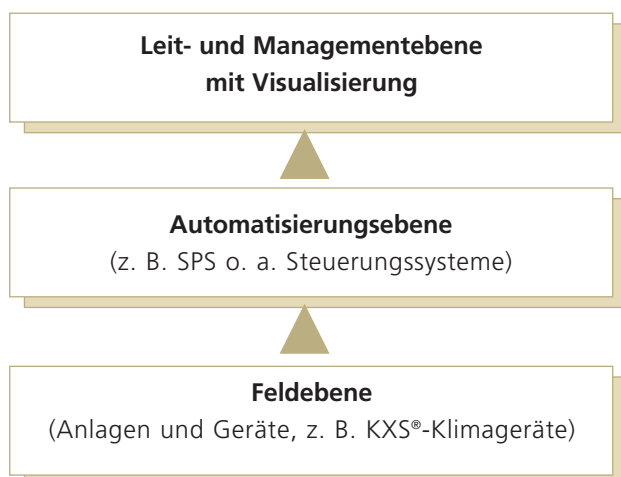 Leit- und Managementebene
mit Visualisierung
Automatisierungsebene
(z. B. SPS o. a. Steuerungssysteme)
Feldebene
(Anlagen und Geräte, z. B. KXS®-Klimageräte)